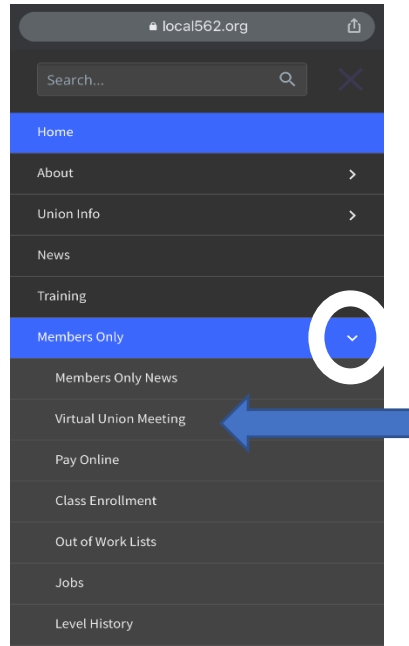 local562.org
Search...
Home
About
Union Info
News
Training
Members Only
Members Only News
Virtual Union Meeting
Pay Online
Class Enrollment
Out of Work Lists
Jobs
Level History